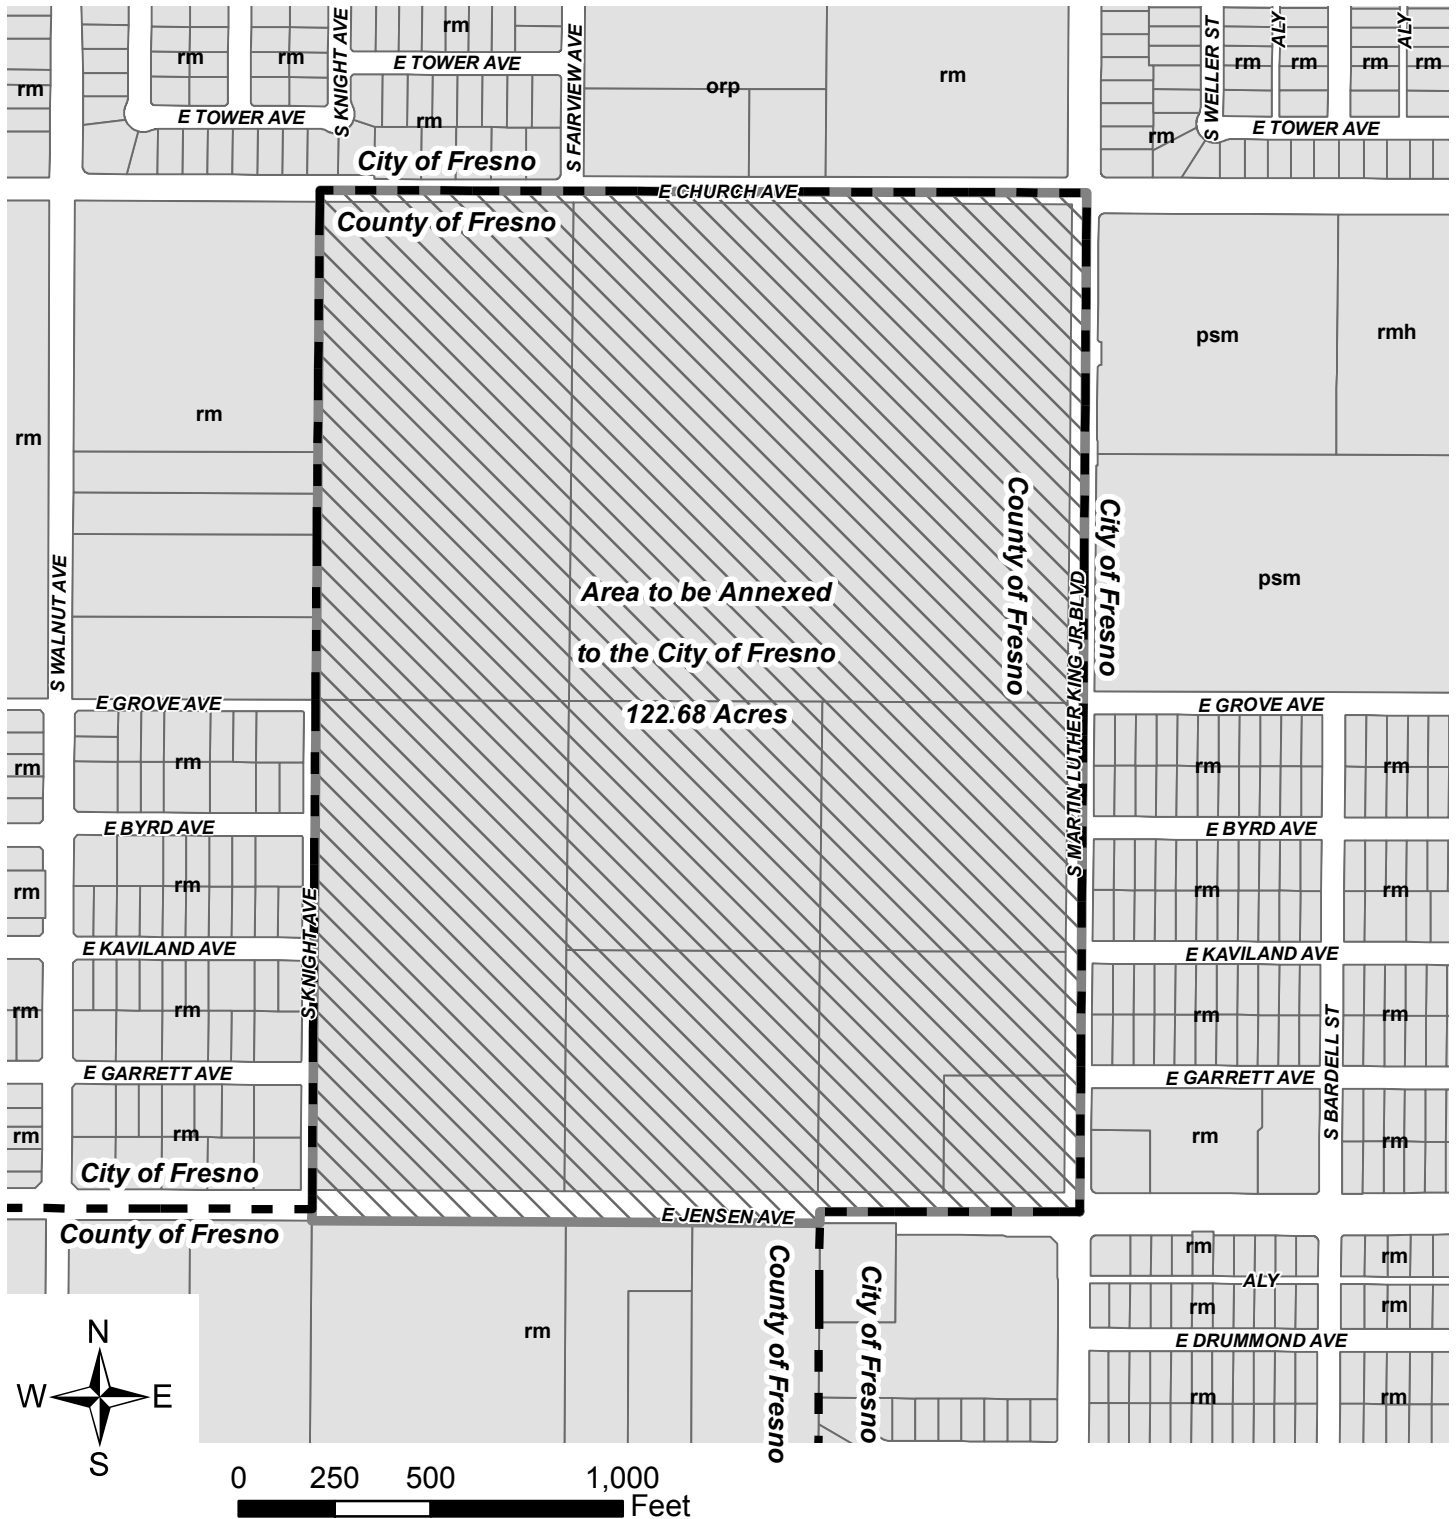 rm
rm
rm
S KNIGHT AVE
rm
E TOWER AVE
rm
E TOWER AVE
S FAIRVIEW AVE
orp
rm
S WELLER ST
rm
ALY
rm
rm
ALY
rm
rm
E TOWER AVE
City of Fresno
E CHURCH AVE
County of Fresno
rm
rm
psm
rmh
County of Fresno
City of Fresno
psm
S WALNUT AVE
Area to be Annexed
to the City of Fresno
122.68 Acres
S MARTIN LUTHER KING JR BLVD
E GROVE AVE
E GROVE AVE
rm
rm
rm
rm
E BYRD AVE
E BYRD AVE
rm
rm
rm
rm
S KNIGHT AVE
E KAVILAND AVE
E KAVILAND AVE
rm
rm
rm
rm
S BARDELL ST
E GARRETT AVE
E GARRETT AVE
rm
rm
rm
rm
City of Fresno
E JENSEN AVE
County of Fresno
County of Fresno
City of Fresno
rm
rm
rm
ALY
rm
rm
E DRUMMOND AVE
rm
rm
N
W
E
S
0 250 500 1,000
Feet